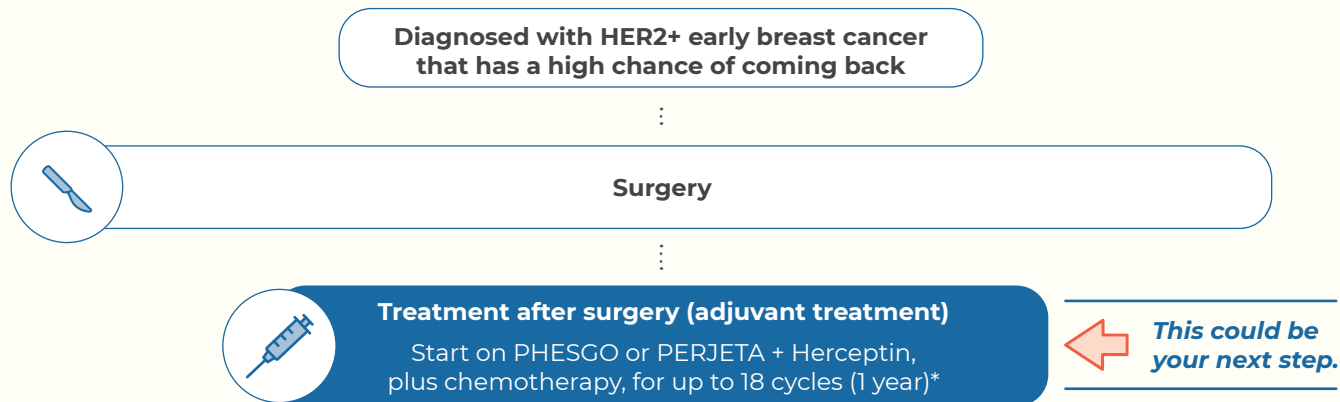 Diagnosed with HER2+ early breast cancer
that has a high chance of coming back
Surgery
Treatment after surgery (adjuvant treatment)
Start on PHESGO or PERJETA + Herceptin,
plus chemotherapy, for up to 18 cycles (1 year)*
This could be
your next step.